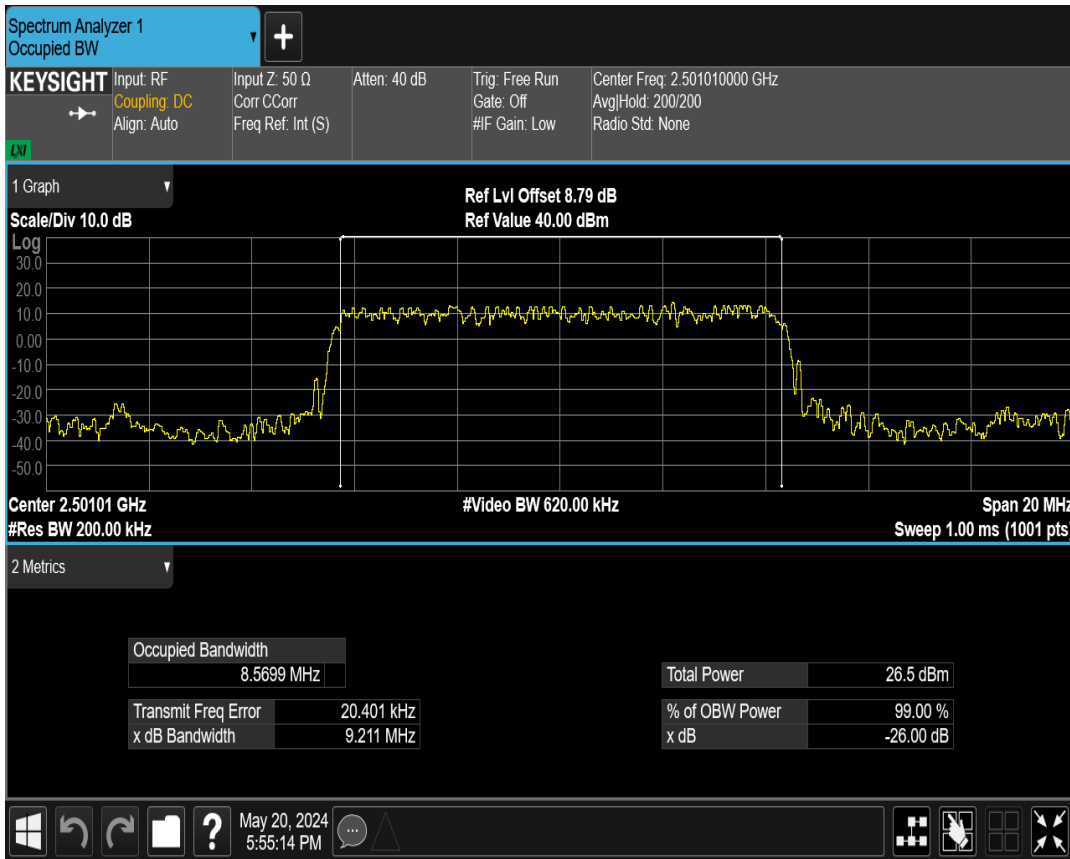 Spectrum Analyzer 1
Occupied BW
+
KEYSIGHT
LXI
Input: RF
Coupling: DC
Align: Auto
Input Z: 50 Ω
Corr CCorr
Freq Ref: Int (S)
Atten: 40 dB
Trig: Free Run
Gate: Off
#IF Gain: Low
Center Freq: 2.501010000 GHz
Avg|Hold: 200/200
Radio Std: None
1 Graph
Scale/Div 10.0 dB
Ref Lvl Offset 8.79 dB
Ref Value 40.00 dBm
Log
30.0
20.0
10.0
0.00
-10.0
-20.0
-30.0
-40.0
-50.0
Center 2.50101 GHz
#Video BW 620.00 kHz
Span 20 MHz
#Res BW 200.00 kHz
Sweep 1.00 ms (1001 pts)
2 Metrics
Occupied Bandwidth
8.5699 MHz
Total Power 26.5 dBm
Transmit Freq Error 20.401 kHz
% of OBW Power 99.00 %
x dB Bandwidth 9.211 MHz
x dB -26.00 dB
?
May 20, 2024
5:55:14 PM